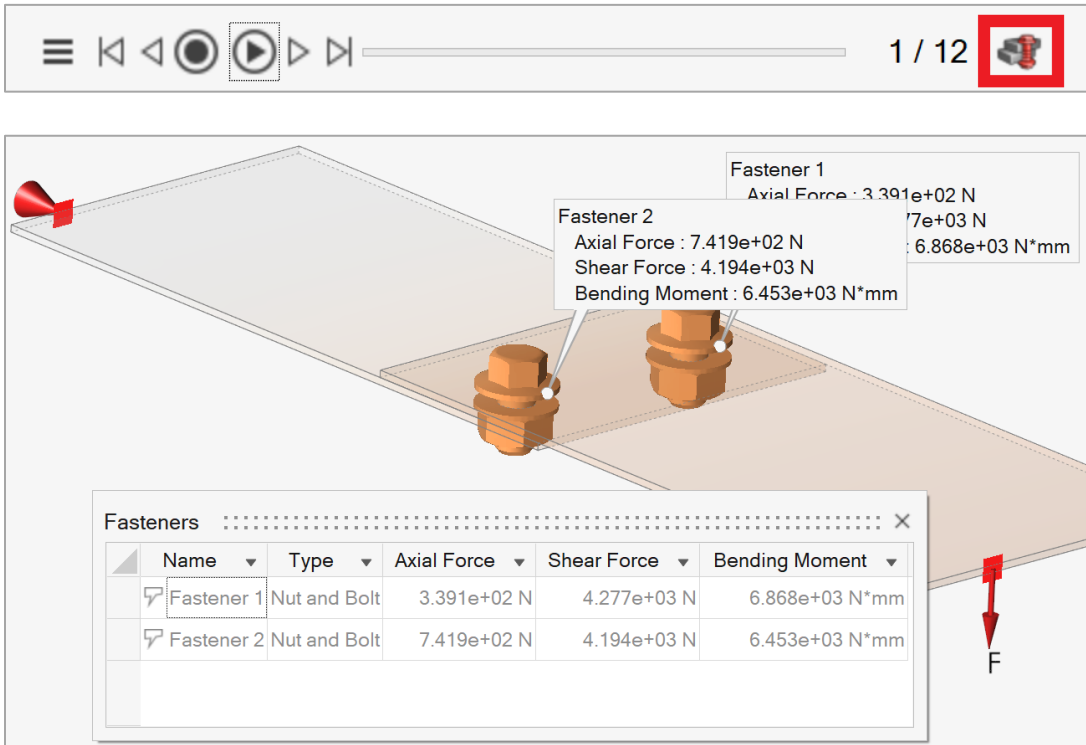 1 / 12
Fastener 1
Axial Force : 3.391e+02 N
77e+03 N
: 6.868e+03 N*mm
Fastener 2
Axial Force : 7.419e+02 N
Shear Force : 4.194e+03 N
Bending Moment : 6.453e+03 N*mm
Fasteners
Name Type Axial Force Shear Force Bending Moment
Fastener 1 Nut and Bolt 3.391e+02 N 4.277e+03 N 6.868e+03 N*mm
Fastener 2 Nut and Bolt 7.419e+02 N 4.194e+03 N 6.453e+03 N*mm
F